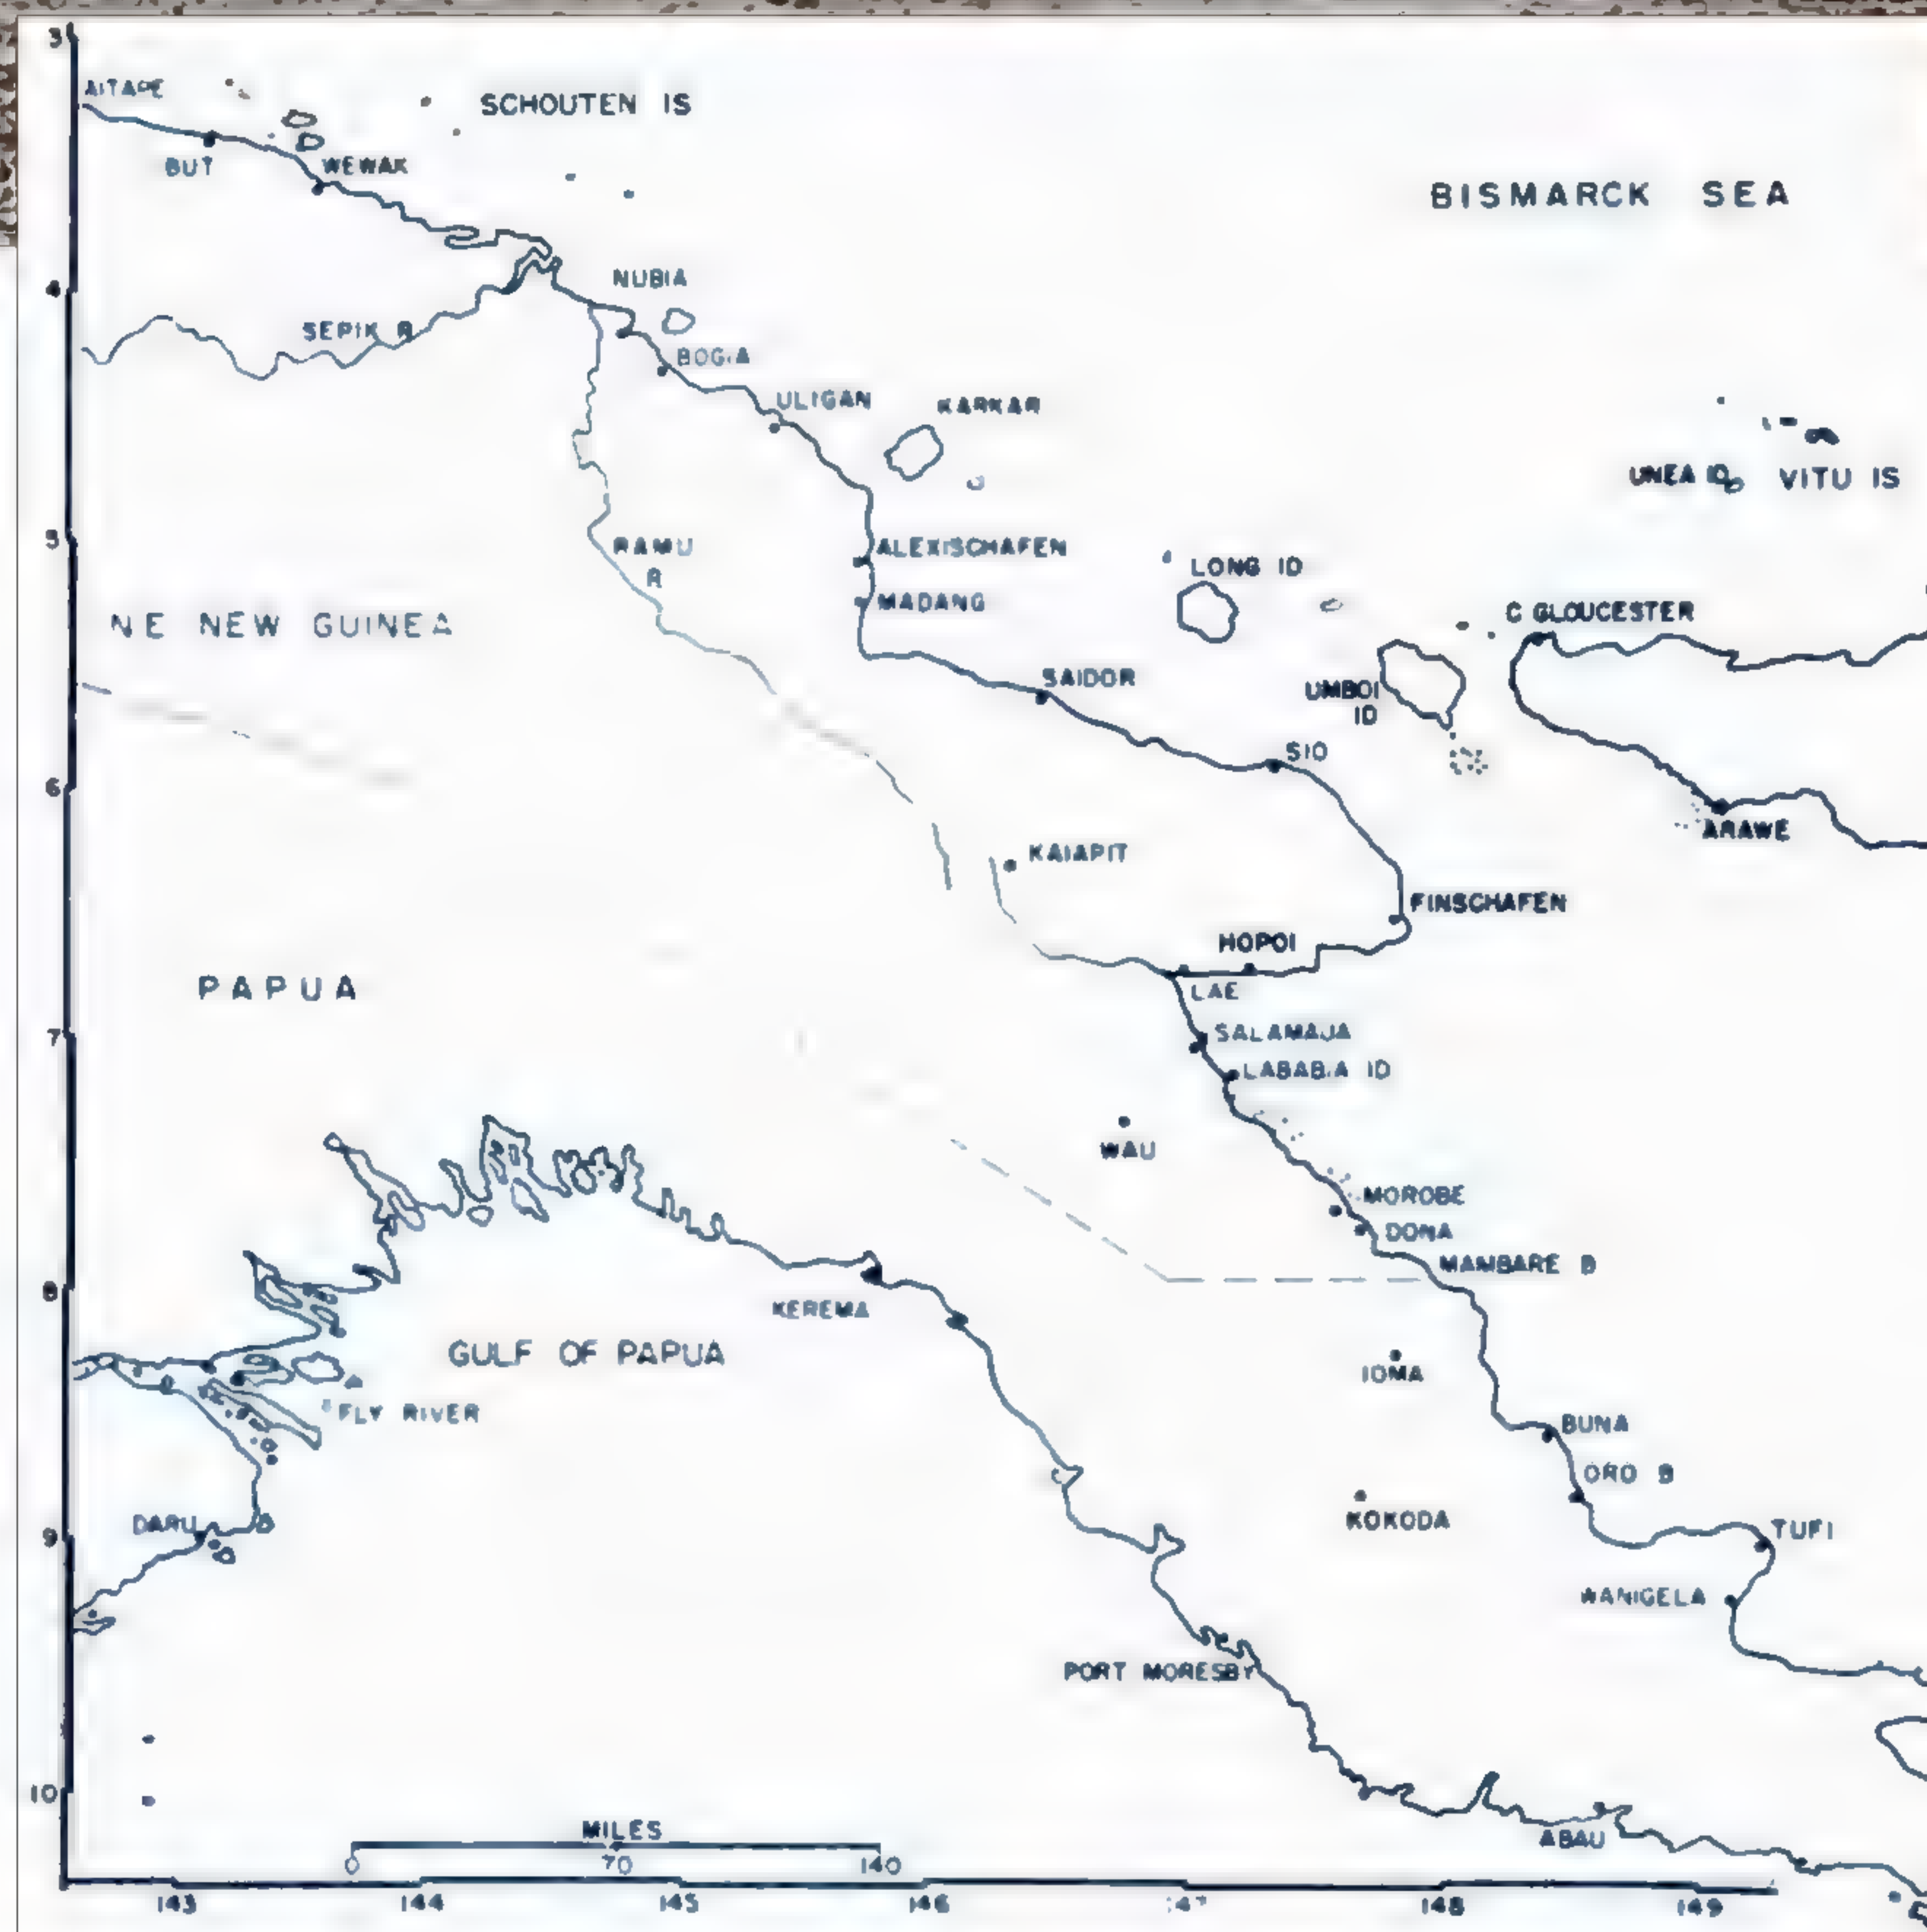 3
AITAPE
SCHOUTEN IS
BUT
WEWAK
BISMARCK SEA
NUBIA
4
SEPIK R
BOGIA
ULIGAN
KARKAR
UNEA ID
VITU IS
5
RAMU
R
ALEXISCHAFEN
LONG ID
MADANG
C GLOUCESTER
NE NEW GUINEA
SAIDOR
UMBOI
ID
SIO
6
ARAWE
KAIAPIT
FINSCHAFEN
HOPOI
PAPUA
LAE
7
SALAMAJA
LABABIA ID
WAU
MOROBE
DONA
MAMBARE B
8
KEREMA
GULF OF PAPUA
IOMA
FLY RIVER
BUNA
ORO B
DARU
9
KOKODA
TUFI
WANIGELA
PORT MORESBY
10
MILES
0 70 140
ABAU
143 144 145 146 147 148 149